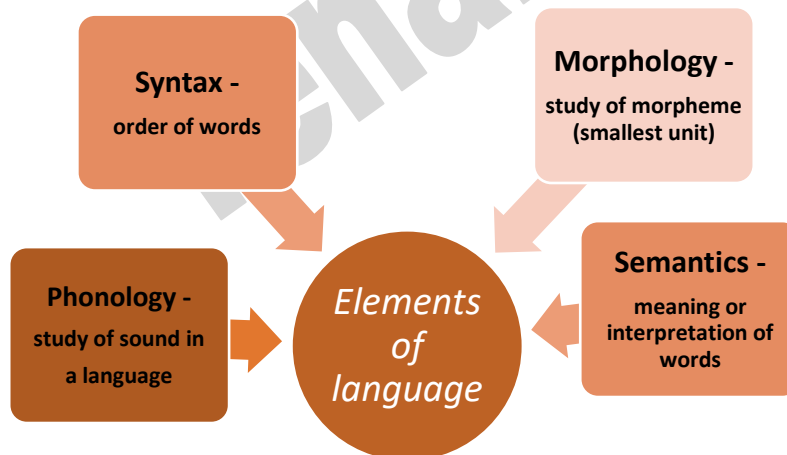 Syntax -
order of words
Morphology -
study of morpheme
(smallest unit)
Phonology -
study of sound in
a language
Elements
of
language
Semantics -
meaning or
interpretation of
words